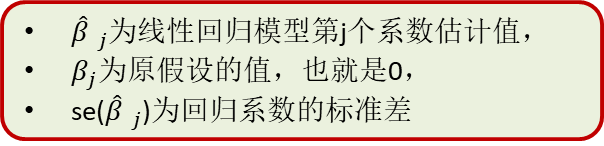 • β̂ j为线性回归模型第j个系数估计值，
• βj为原假设的值，也就是0，
• se(β̂ j)为回归系数的标准差